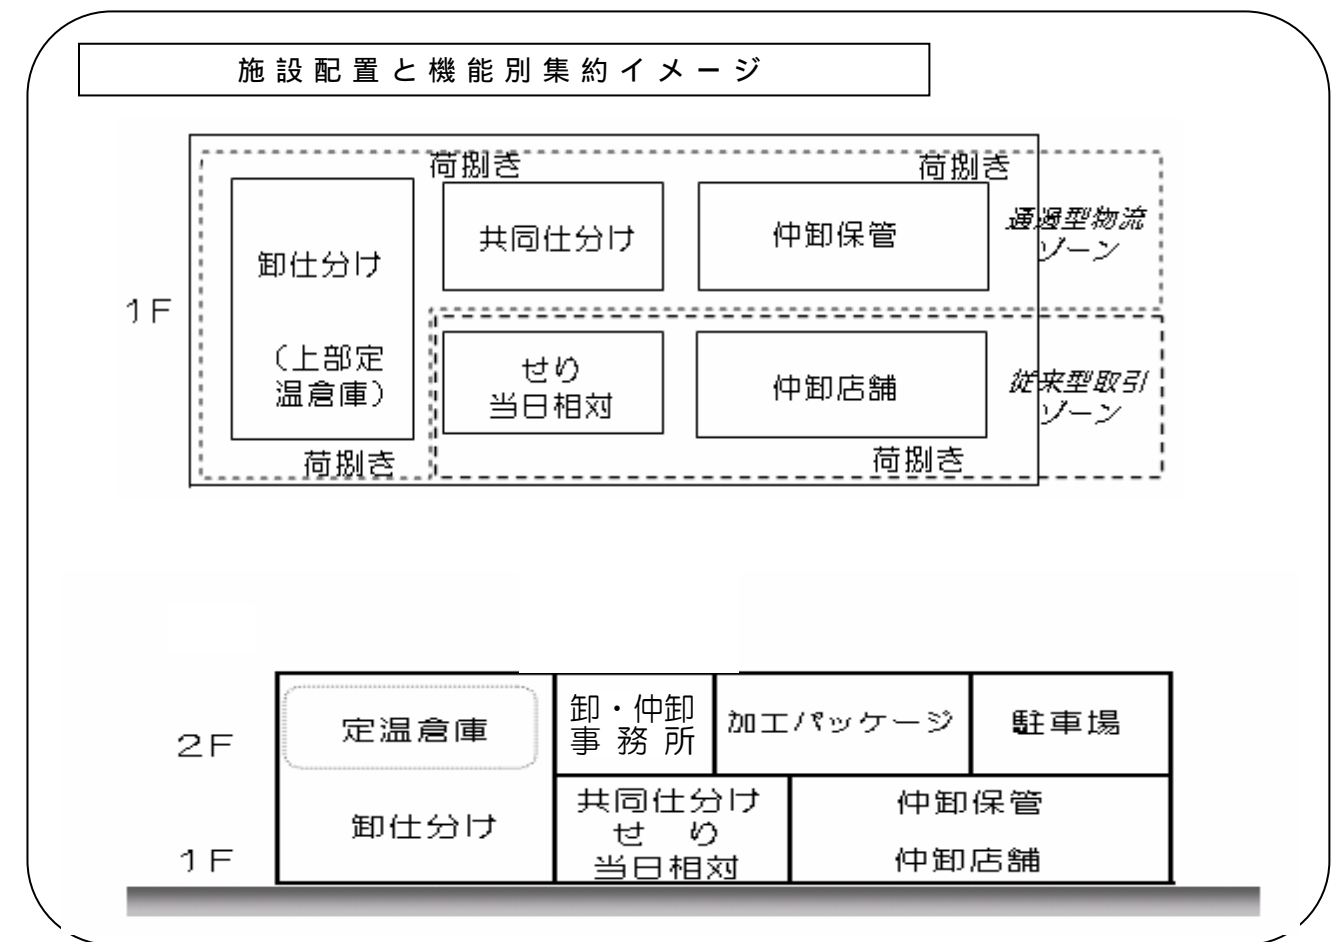 施設配置と機能別集約イメージ
荷捌き
荷捌き
共同仕分け
仲卸保管
通過型物流
ゾーン
卸仕分け
1F
（上部定
温倉庫）
せり
当日相対
仲卸店舗
従来型取引
ゾーン
荷捌き
荷捌き
2F
定温倉庫
卸・仲卸
事務所
加工パッケージ
駐車場
1F
卸仕分け
共同仕分け
せり
当日相対
仲卸保管
仲卸店舗